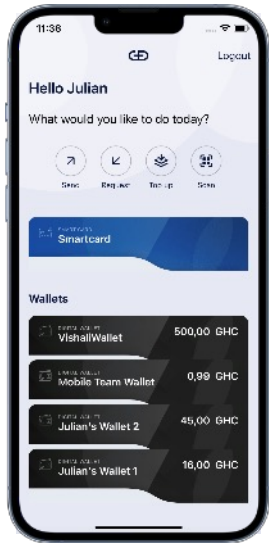 11:36
Logout
Hello Julian
What would you like to do today?
Send Request Top up Scan
SMARTCARD
Smartcard
Wallets
DIGITAL WALLET
VishallWallet 500,00 GHC
DIGITAL WALLET
Mobile Team Wallet 0,99 GHC
DIGITAL WALLET
Julian's Wallet 2 45,00 GHC
DIGITAL WALLET
Julian's Wallet 1 16,00 GHC